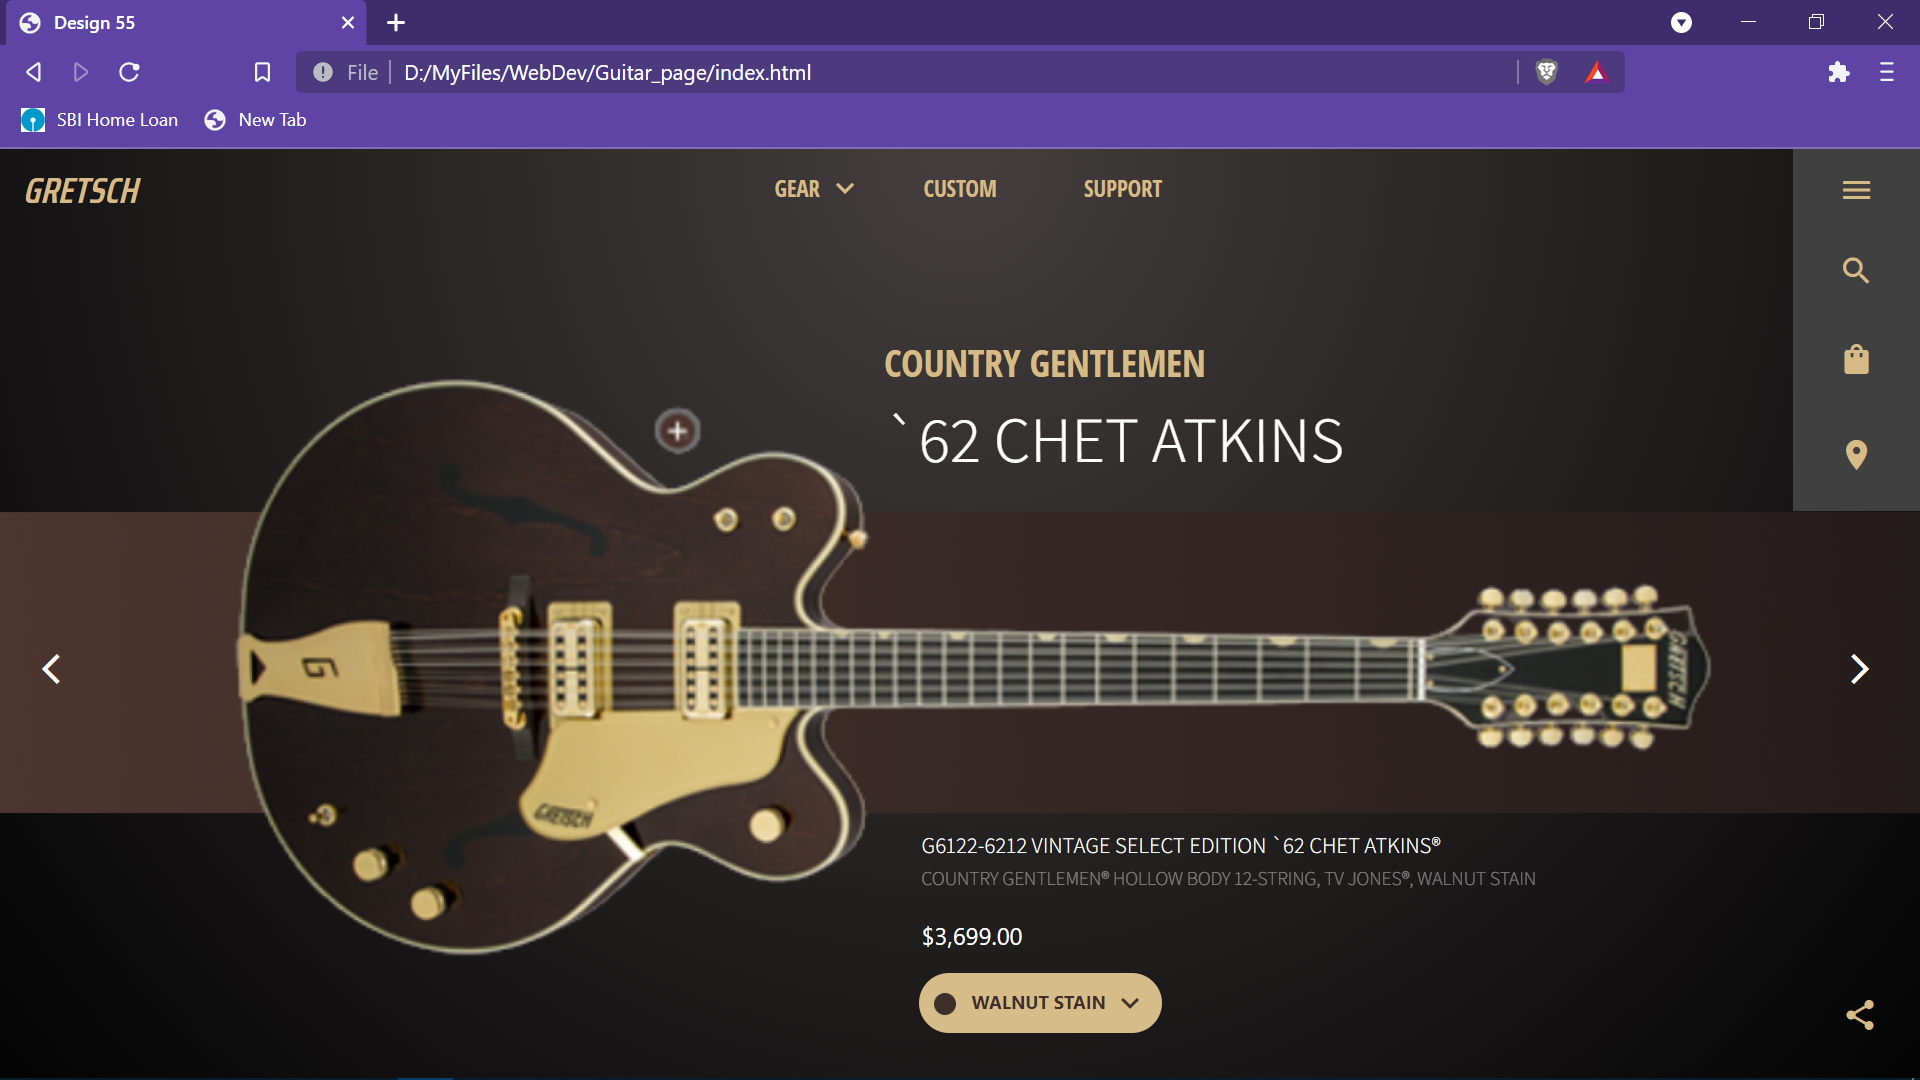 Design 55
File
D:/MyFiles/WebDev/Guitar_page/index.html
SBI Home Loan
New Tab
GRETSCH
GEAR
CUSTOM
SUPPORT
COUNTRY GENTLEMEN
`62 CHET ATKINS
G
GRETSCH
GRETSCH
G6122-6212 VINTAGE SELECT EDITION `62 CHET ATKINS®
COUNTRY GENTLEMEN® HOLLOW BODY 12-STRING, TV JONES®, WALNUT STAIN
$3,699.00
WALNUT STAIN